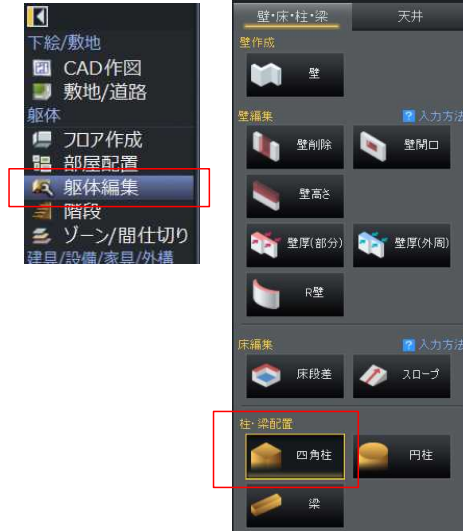 下絵/敷地
CAD作図
敷地/道路
躯体
フロア作成
部屋配置
躯体編集
階段
ゾーン/間仕切り
建具/設備/家具/外構
壁・床・柱・梁
天井
壁作成
壁
壁編集
? 入力方法
壁削除
壁開口
壁高さ
壁厚(部分)
壁厚(外周)
R壁
床編集
? 入力方法
床段差
スロープ
柱・梁配置
四角柱
円柱
梁